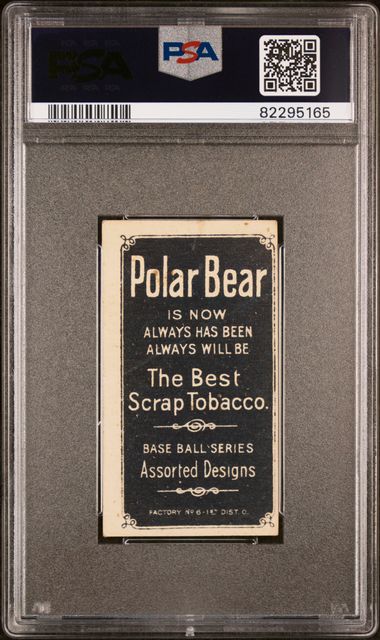 PSA
PSA
82295165
Polar Bear
IS NOW
ALWAYS HAS BEEN
ALWAYS WILL BE
The Best
Scrap Tobacco.
BASE BALL SERIES
Assorted Designs
FACTORY Nº 6-1ST DIST. O.